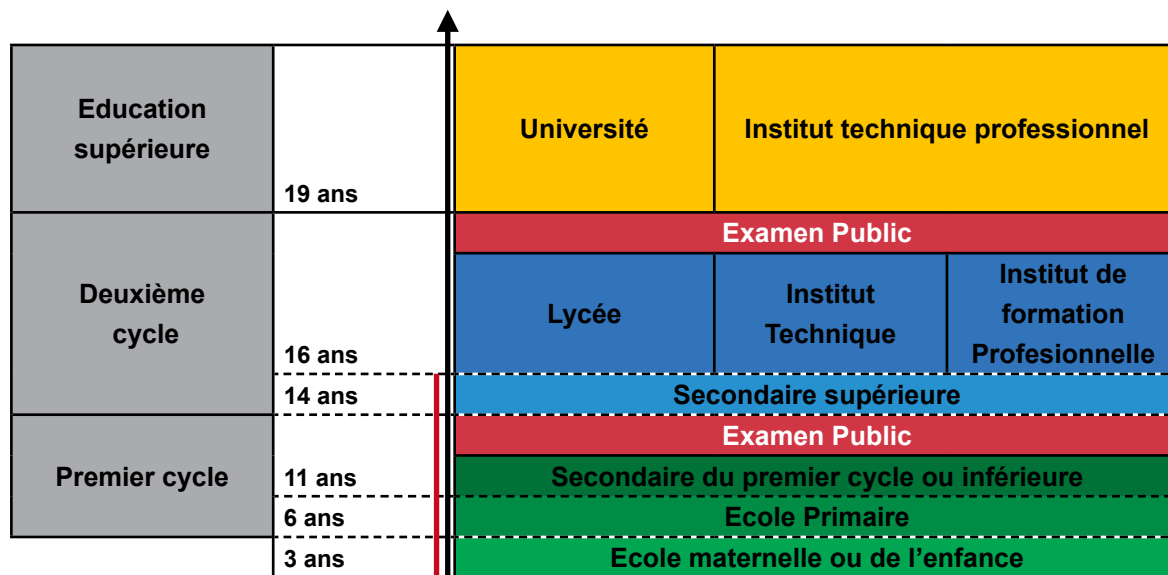 Education
supérieure
19 ans
Université
Institut technique professionnel
Examen Public
Deuxième
cycle
16 ans
Lycée
Institut
Technique
Institut de
formation
Profesionnelle
14 ans
Secondaire supérieure
Examen Public
Premier cycle
11 ans
Secondaire du premier cycle ou inférieure
6 ans
Ecole Primaire
3 ans
Ecole maternelle ou de l'enfance